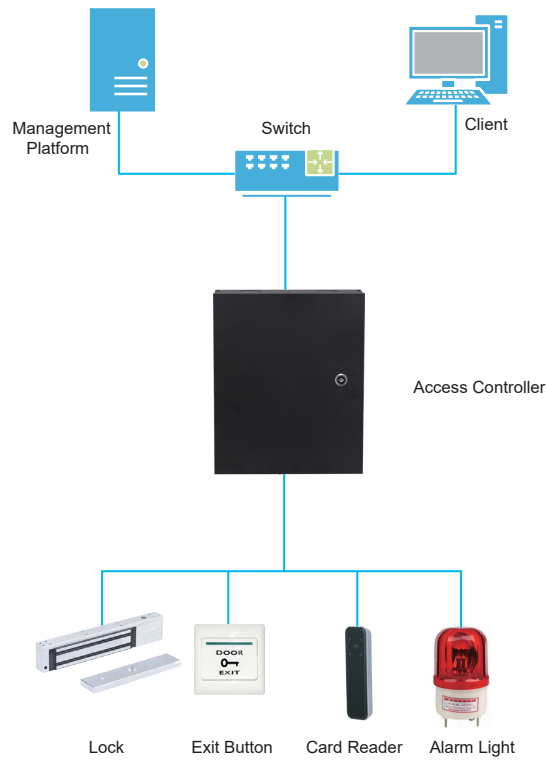 Management
Platform
Switch
Client
Access Controller
DOOR
EXIT
Lock
Exit Button
Card Reader
Alarm Light